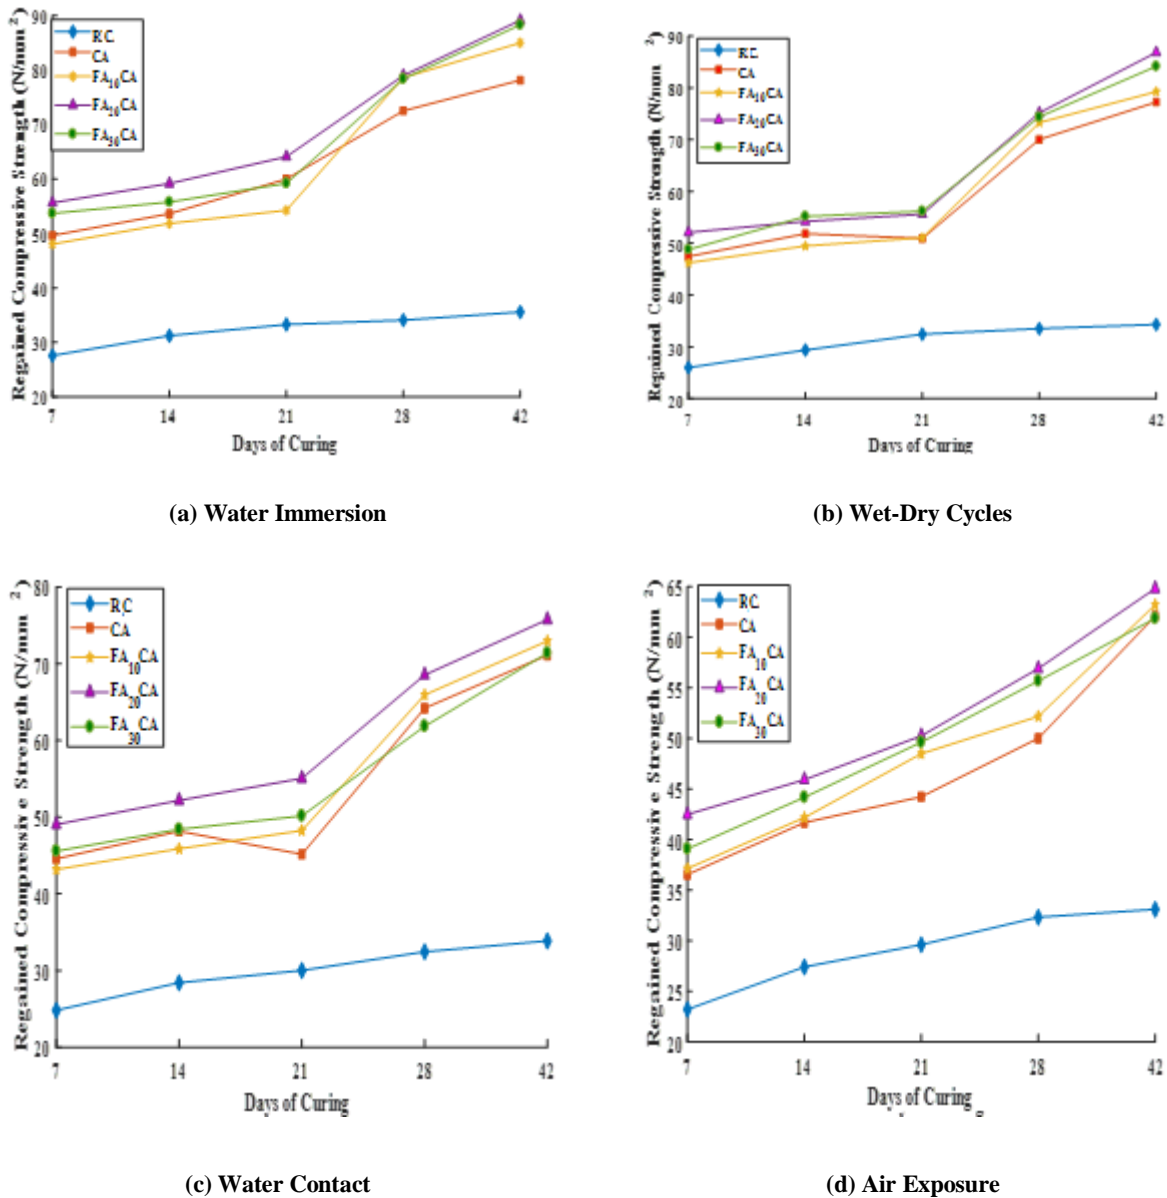 Regained Compressive Strength (N/mm 2)
90
80
70
60
50
40
30
20
RC
CA
FA10CA
FA20CA
FA30CA
7 14 21 28 42
Days of Curing
(a) Water Immersion
Regained Compressive Strength (N/mm 2)
90
80
70
60
50
40
30
20
RC
CA
FA10CA
FA20CA
FA30CA
7 14 21 28 42
Days of Curing
(b) Wet-Dry Cycles
Regained Compressive Strength (N/mm 2)
80
70
60
50
40
30
20
RC
CA
FA10CA
FA20CA
FA30CA
7 14 21 28 42
Days of Curing
(c) Water Contact
Regained Compressive Strength (N/mm 2)
65
60
55
50
45
40
35
30
25
20
RC
CA
FA10CA
FA20CA
FA30CA
7 14 21 28 42
Days of Curing
(d) Air Exposure